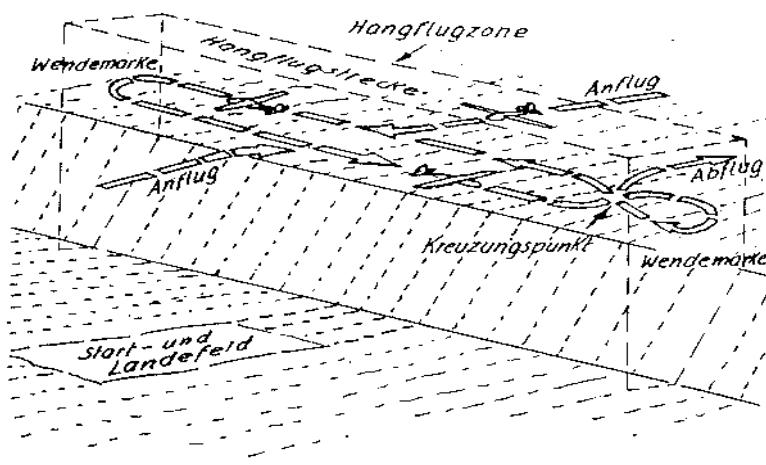 Hangflugzone
Wendemarke
Hangflugstrecke
Anflug
Anflug
Abflug
Kreuzungspunkt
Wendemarke
Start- und
Landefeld